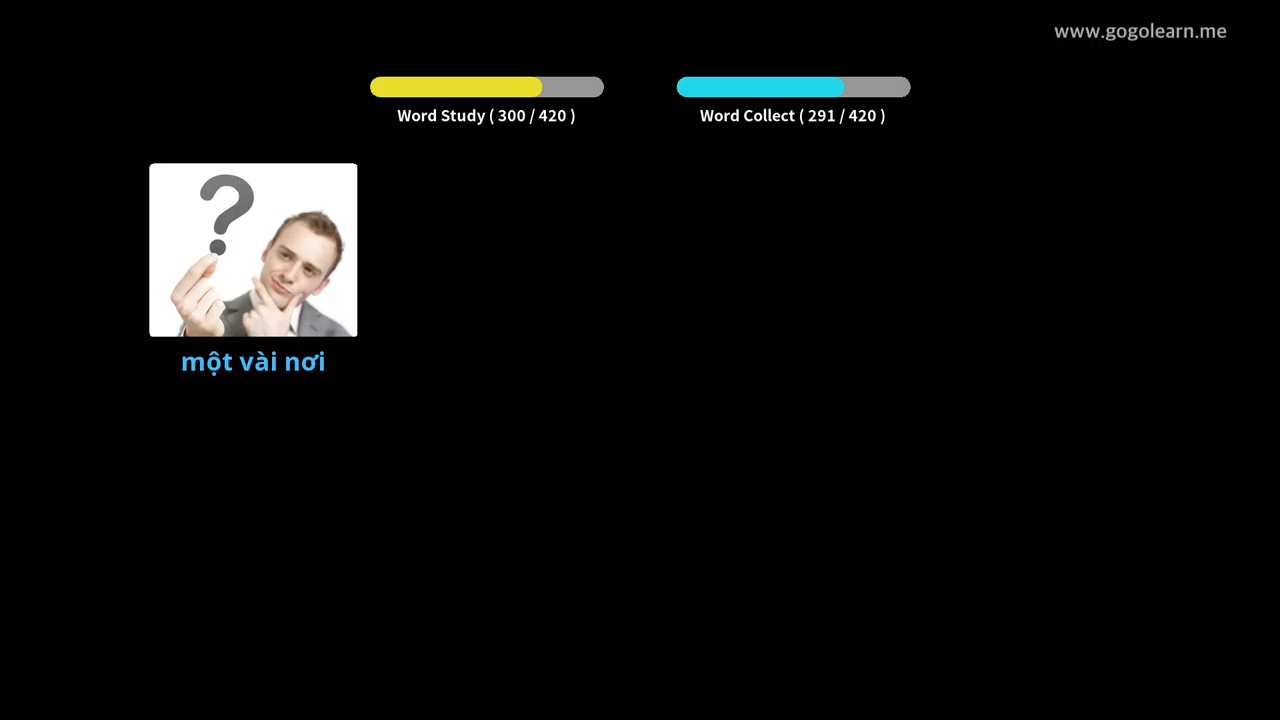 www.gogolearn.me
Word Study ( 300 / 420 )
Word Collect ( 291 / 420 )
?
một vài nơi